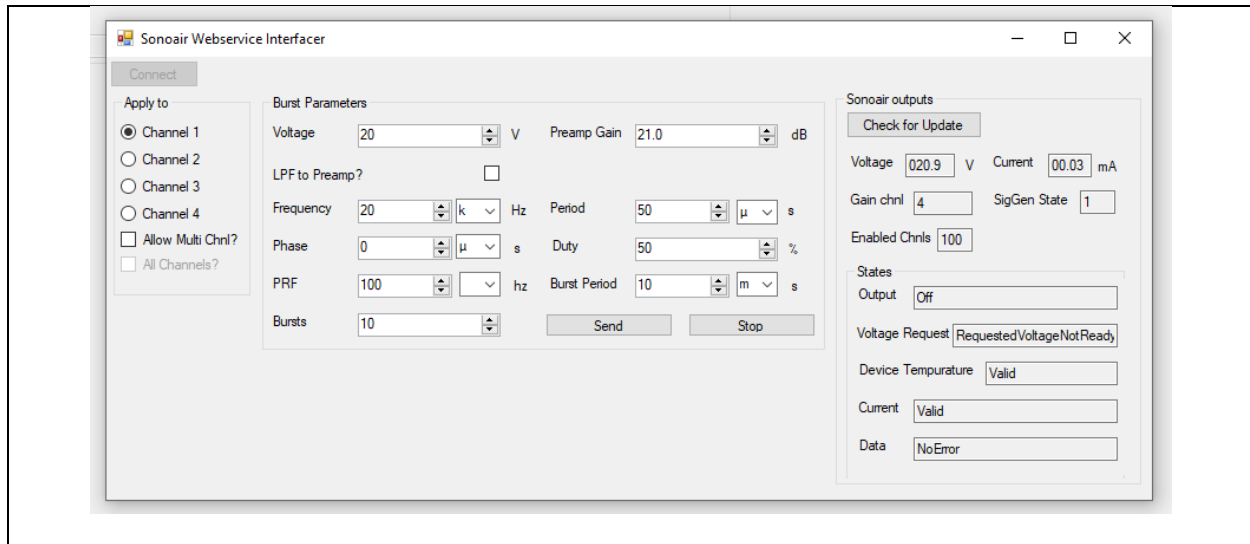 Sonoair Webservice Interfacer
Connect
Apply to
Channel 1
Channel 2
Channel 3
Channel 4
Allow Multi Chnl?
All Channels?
Burst Parameters
Voltage 20 V Preamp Gain 21.0 dB
LPF to Preamp?
Frequency 20 k Hz Period 50 µ s
Phase 0 µ s Duty 50 %
PRF 100 hz Burst Period 10 m s
Bursts 10 Send Stop
Sonoair outputs
Check for Update
Voltage 020.9 V Current 00.03 mA
Gain chnl 4 SigGen State 1
Enabled Chnls 100
States
Output Off
Voltage Request RequestedVoltageNotReady
Device Tempurature Valid
Current Valid
Data NoError